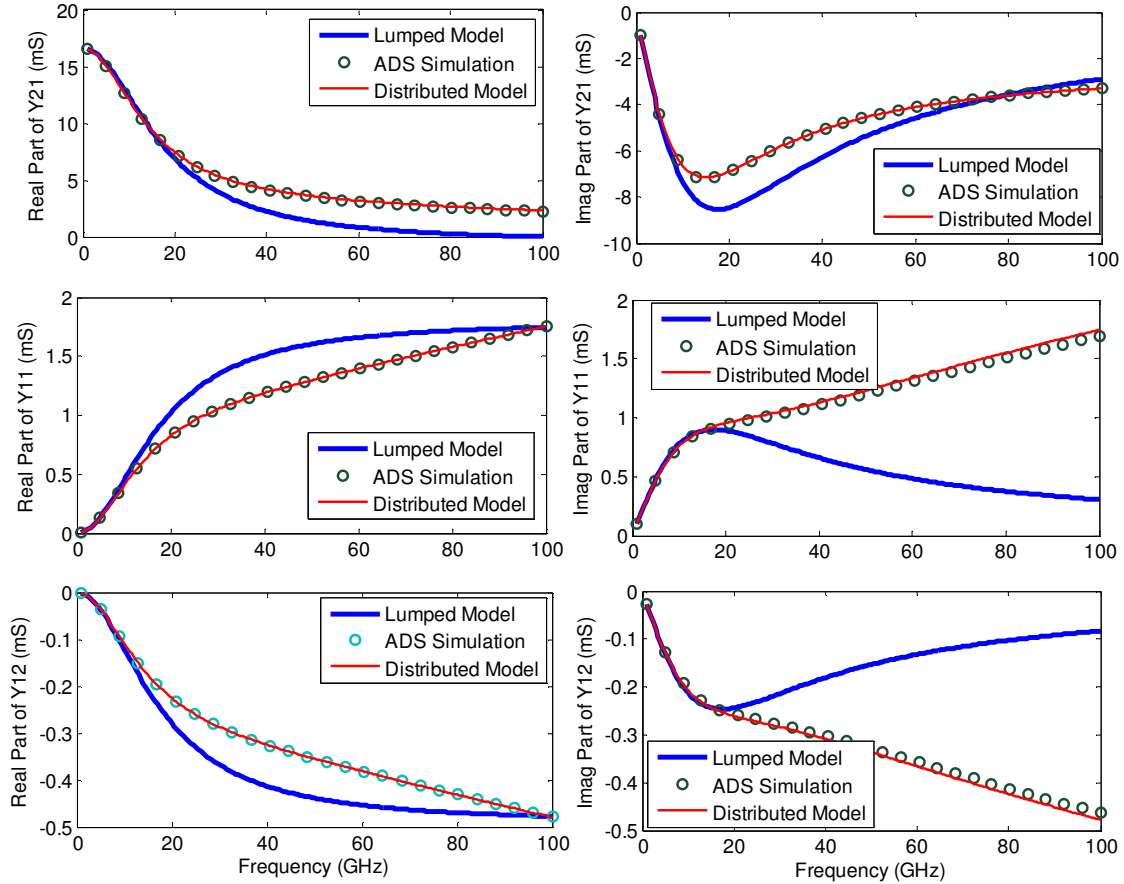 Real Part of Y21 (mS)
20
15
10
5
0
0 20 40 60 80 100
Lumped Model
ADS Simulation
Distributed Model
Imag Part of Y21 (mS)
0
-2
-4
-6
-8
-10
0 20 40 60 80 100
Lumped Model
ADS Simulation
Distributed Model
Real Part of Y11 (mS)
2
1.5
1
0.5
0
0 20 40 60 80 100
Lumped Model
ADS Simulation
Distributed Model
Imag Part of Y11 (mS)
2
1.5
1
0.5
0
0 20 40 60 80 100
Lumped Model
ADS Simulation
Distributed Model
Real Part of Y12 (mS)
0
-0.1
-0.2
-0.3
-0.4
-0.5
0 20 40 60 80 100
Frequency (GHz)
Lumped Model
ADS Simulation
Distributed Model
Imag Part of Y12 (mS)
0
-0.1
-0.2
-0.3
-0.4
-0.5
0 20 40 60 80 100
Frequency (GHz)
Lumped Model
ADS Simulation
Distributed Model